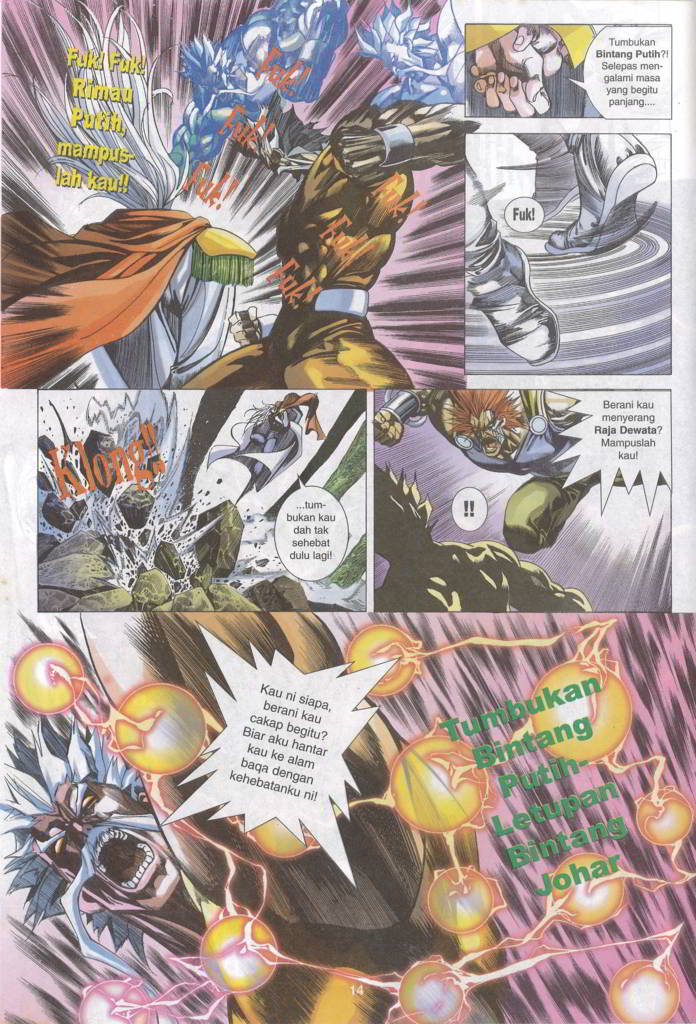 Fuk! Fuk!
Rimau
Putih,
mampus-
lah kau!!
Fuk!
Fuk!
Fuk!
Fuk!
Fuk!
Fuk!
Fuk!
Tumbukan
Bintang Putih?!
Selepas men-
galami masa
yang begitu
panjang....
Fuk!
Klong!!
...tum-
bukan kau
dah tak
sehebat
dulu lagi!
Berani kau
menyerang
Raja Dewata?
Mampuslah
kau!
!!
Kau ni siapa,
berani kau
cakap begitu?
Biar aku hantar
kau ke alam
baqa dengan
kehebatanku ni!
Tumbukan
Bintang
Putih-
Letupan
Bintang
Johar
14